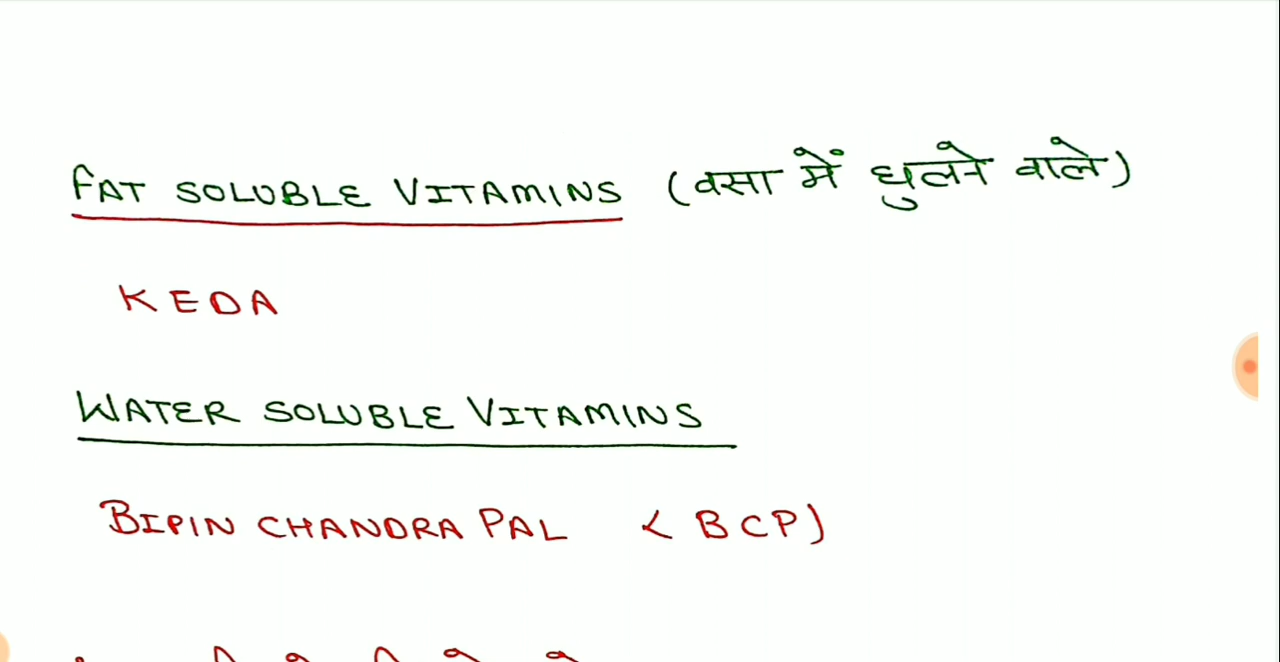 FAT SOLUBLE VITAMINS (वसा में घुलने वाले)
KEDA
WATER SOLUBLE VITAMINS
BIPIN CHANDRA PAL (BCP)